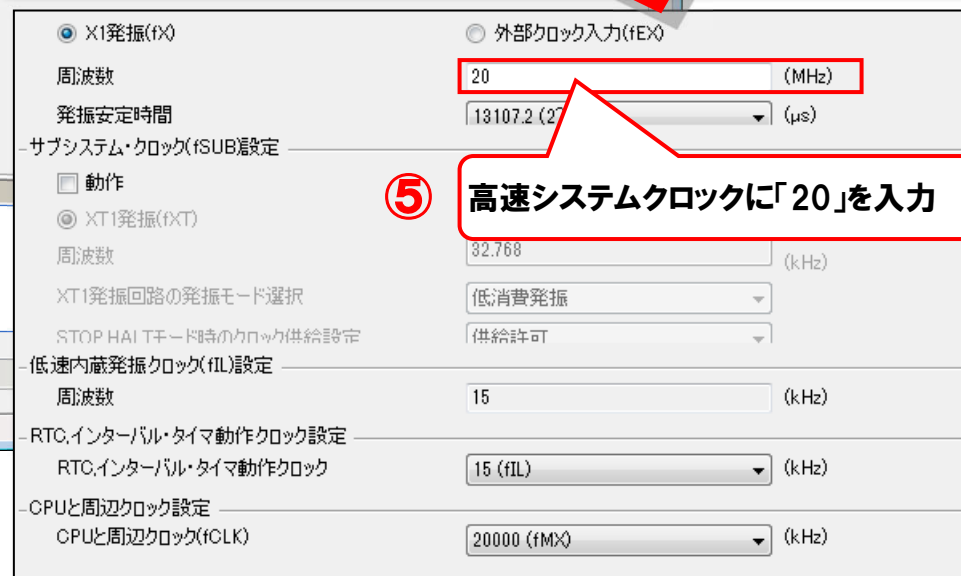 X1発振(fX) 外部クロック入力(fEX)
周波数 20 (MHz)
発振安定時間 13107.2 (2 (μs)
サブシステム・クロック(fSUB)設定
動作
⑤ 高速システムクロックに「20」を入力
XT1発振(fXT)
周波数 32.768 (kHz)
XT1発振回路の発振モード選択 低消費発振
STOP HALTモード時のクロック供給設定 供給許可
低速内蔵発振クロック(fIL)設定
周波数 15 (kHz)
RTC,インターバル・タイマ動作クロック設定
RTC,インターバル・タイマ動作クロック 15 (fIL) (kHz)
CPUと周辺クロック設定
CPUと周辺クロック(fCLK) 20000 (fMX) (kHz)